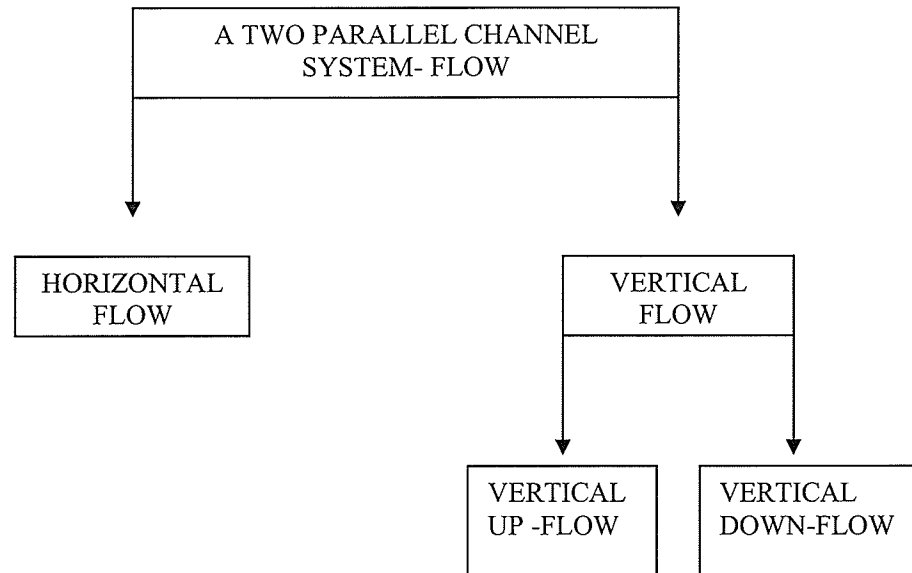 A TWO PARALLEL CHANNEL
SYSTEM- FLOW
HORIZONTAL
FLOW
VERTICAL
FLOW
VERTICAL
UP -FLOW
VERTICAL
DOWN-FLOW